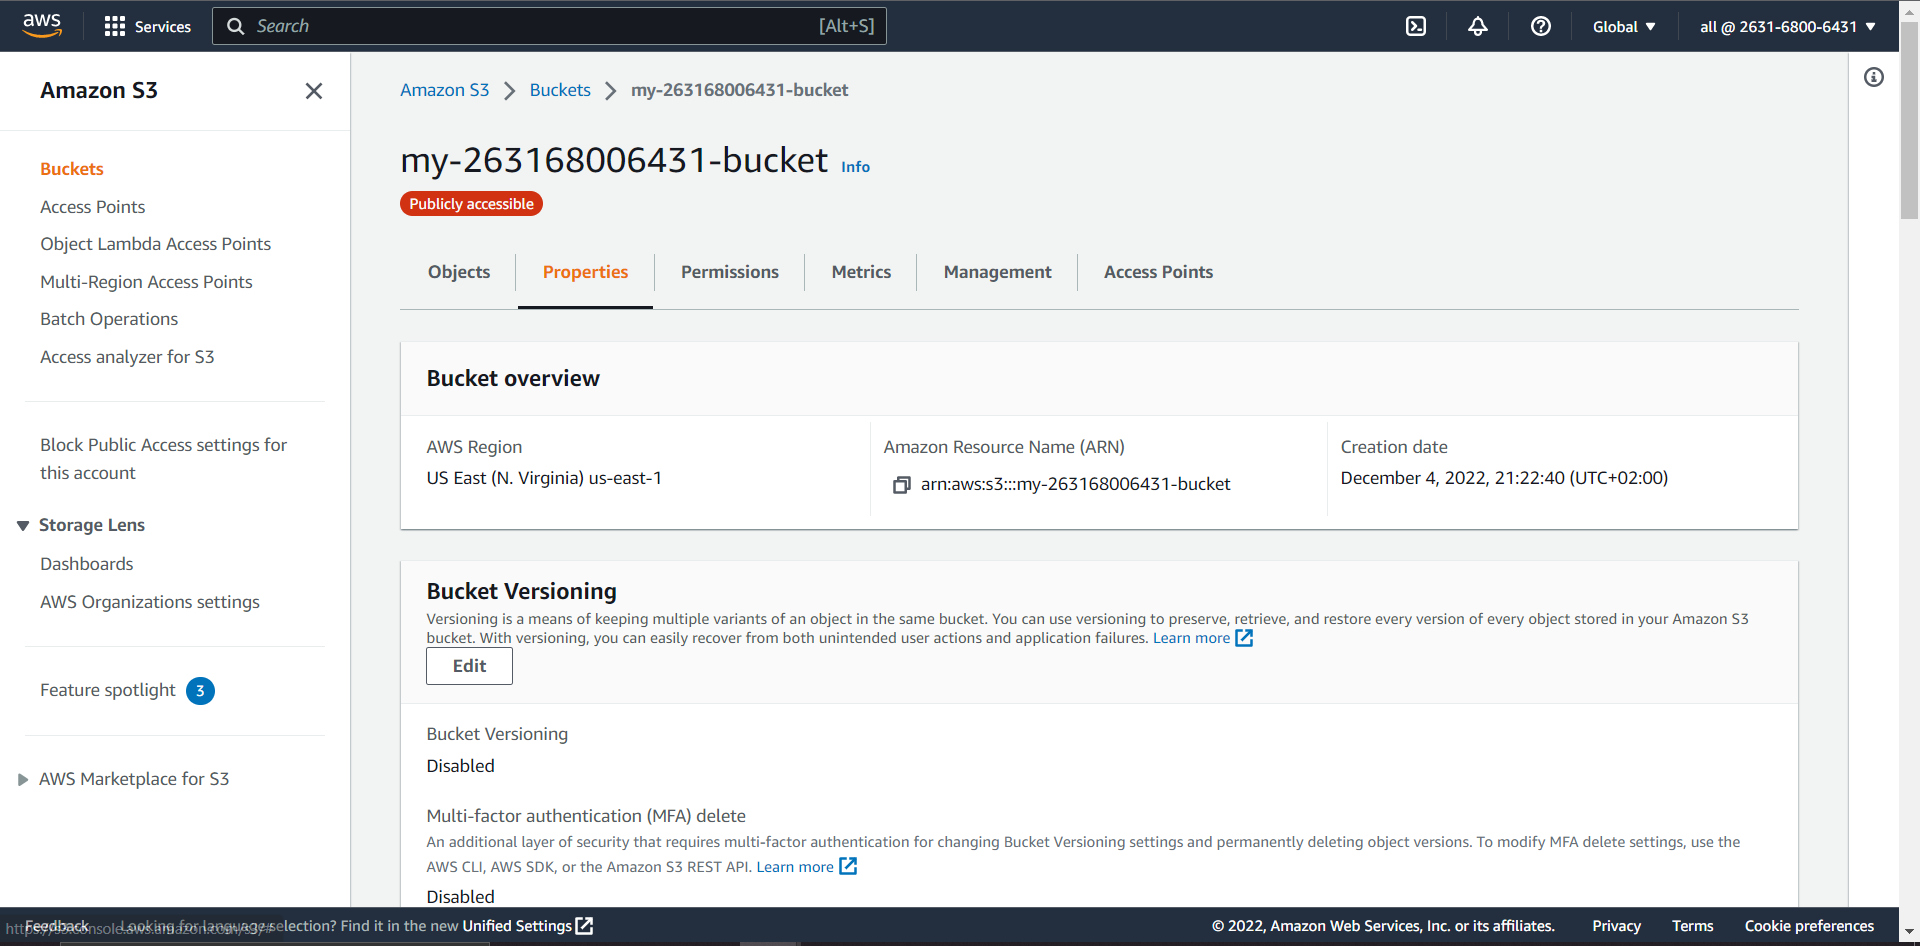 aws
Services
Search
[Alt+S]
Global
all @ 2631-6800-6431
Amazon S3
Buckets
Access Points
Object Lambda Access Points
Multi-Region Access Points
Batch Operations
Access analyzer for S3
Block Public Access settings for
this account
Storage Lens
Dashboards
AWS Organizations settings
Feature spotlight 3
AWS Marketplace for S3
Amazon S3
Buckets
my-263168006431-bucket
my-263168006431-bucket Info
Publicly accessible
Objects
Properties
Permissions
Metrics
Management
Access Points
Bucket overview
AWS Region
US East (N. Virginia) us-east-1
Amazon Resource Name (ARN)
arn:aws:s3:::my-263168006431-bucket
Creation date
December 4, 2022, 21:22:40 (UTC+02:00)
Bucket Versioning
Versioning is a means of keeping multiple variants of an object in the same bucket. You can use versioning to preserve, retrieve, and restore every version of every object stored in your Amazon S3
bucket. With versioning, you can easily recover from both unintended user actions and application failures. Learn more
Edit
Bucket Versioning
Disabled
Multi-factor authentication (MFA) delete
An additional layer of security that requires multi-factor authentication for changing Bucket Versioning settings and permanently deleting object versions. To modify MFA delete settings, use the
AWS CLI, AWS SDK, or the Amazon S3 REST API. Learn more
Disabled
Feedback
Looking for language selection? Find it in the new Unified Settings
https://s3.console.aws.amazon.com/s3/#
© 2022, Amazon Web Services, Inc. or its affiliates.
Privacy
Terms
Cookie preferences